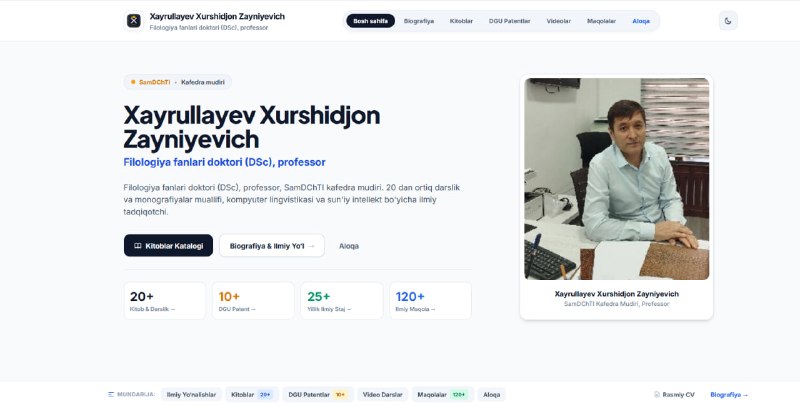 Xayrullayev Xurshidjon Zayniyevich
Filologiya fanlari doktori (DSc), professor
Bosh sahifa Biografiya Kitoblar DGU Patentlar Videolar Maqolalar Aloqa
SamDChTI • Kafedra mudiri
Xayrullayev Xurshidjon
Zayniyevich
Filologiya fanlari doktori (DSc), professor
Filologiya fanlari doktori (DSc), professor, SamDChTI kafedra mudiri. 20 dan ortiq darslik
va monografiyalar muallifi, kompyuter lingvistikasi va sun'iy intellekt bo'yicha ilmiy
tadqiqotchi.
Kitoblar Katalogi Biografiya & Ilmiy Yo'l → Aloqa
20+ 10+ 25+ 120+
Kitob & Darslik → DGU Patent → Yillik Ilmiy Staj → Ilmiy Maqola →
Xayrullayev Xurshidjon Zayniyevich
SamDChTI Kafedra Mudiri, Professor
MUNDARIJA: Ilmiy Yo'nalishlar Kitoblar 20+ DGU Patentlar 10+ Video Darslar Maqolalar 120+ Aloqa Rasmiy CV Biografiya →